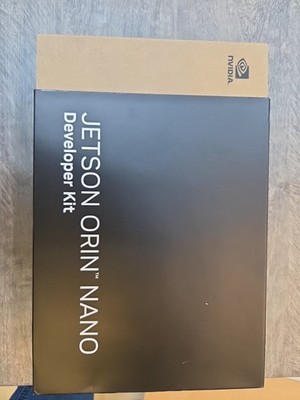 NVIDIA.
JETSON ORIN™ NANO
Developer Kit